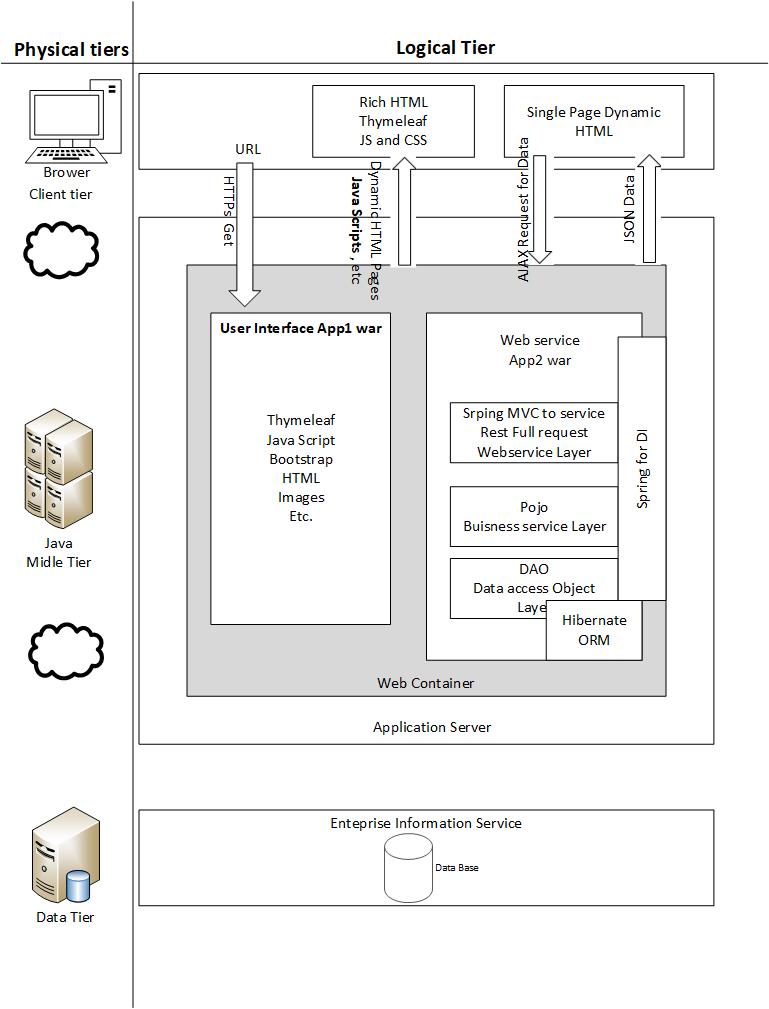 Physical tiers
Logical Tier
Rich HTML
Thymeleaf
JS and CSS
Single Page Dynamic
HTML
URL
Brower
Client tier
HTTPs Get
Dynamic HTML Pages
Java Scripts , etc
AJAX Request for Data
JSON Data
User Interface App1 war
Thymeleaf
Java Script
Bootstrap
HTML
Images
Etc.
Web service
App2 war
Srping MVC to service
Rest Full request
Webservice Layer
Pojo
Buisness service Layer
DAO
Data access Object
Layer
Spring for DI
Hibernate
ORM
Web Container
Application Server
Java
Midle Tier
Enteprise Information Service
Data Base
Data Tier